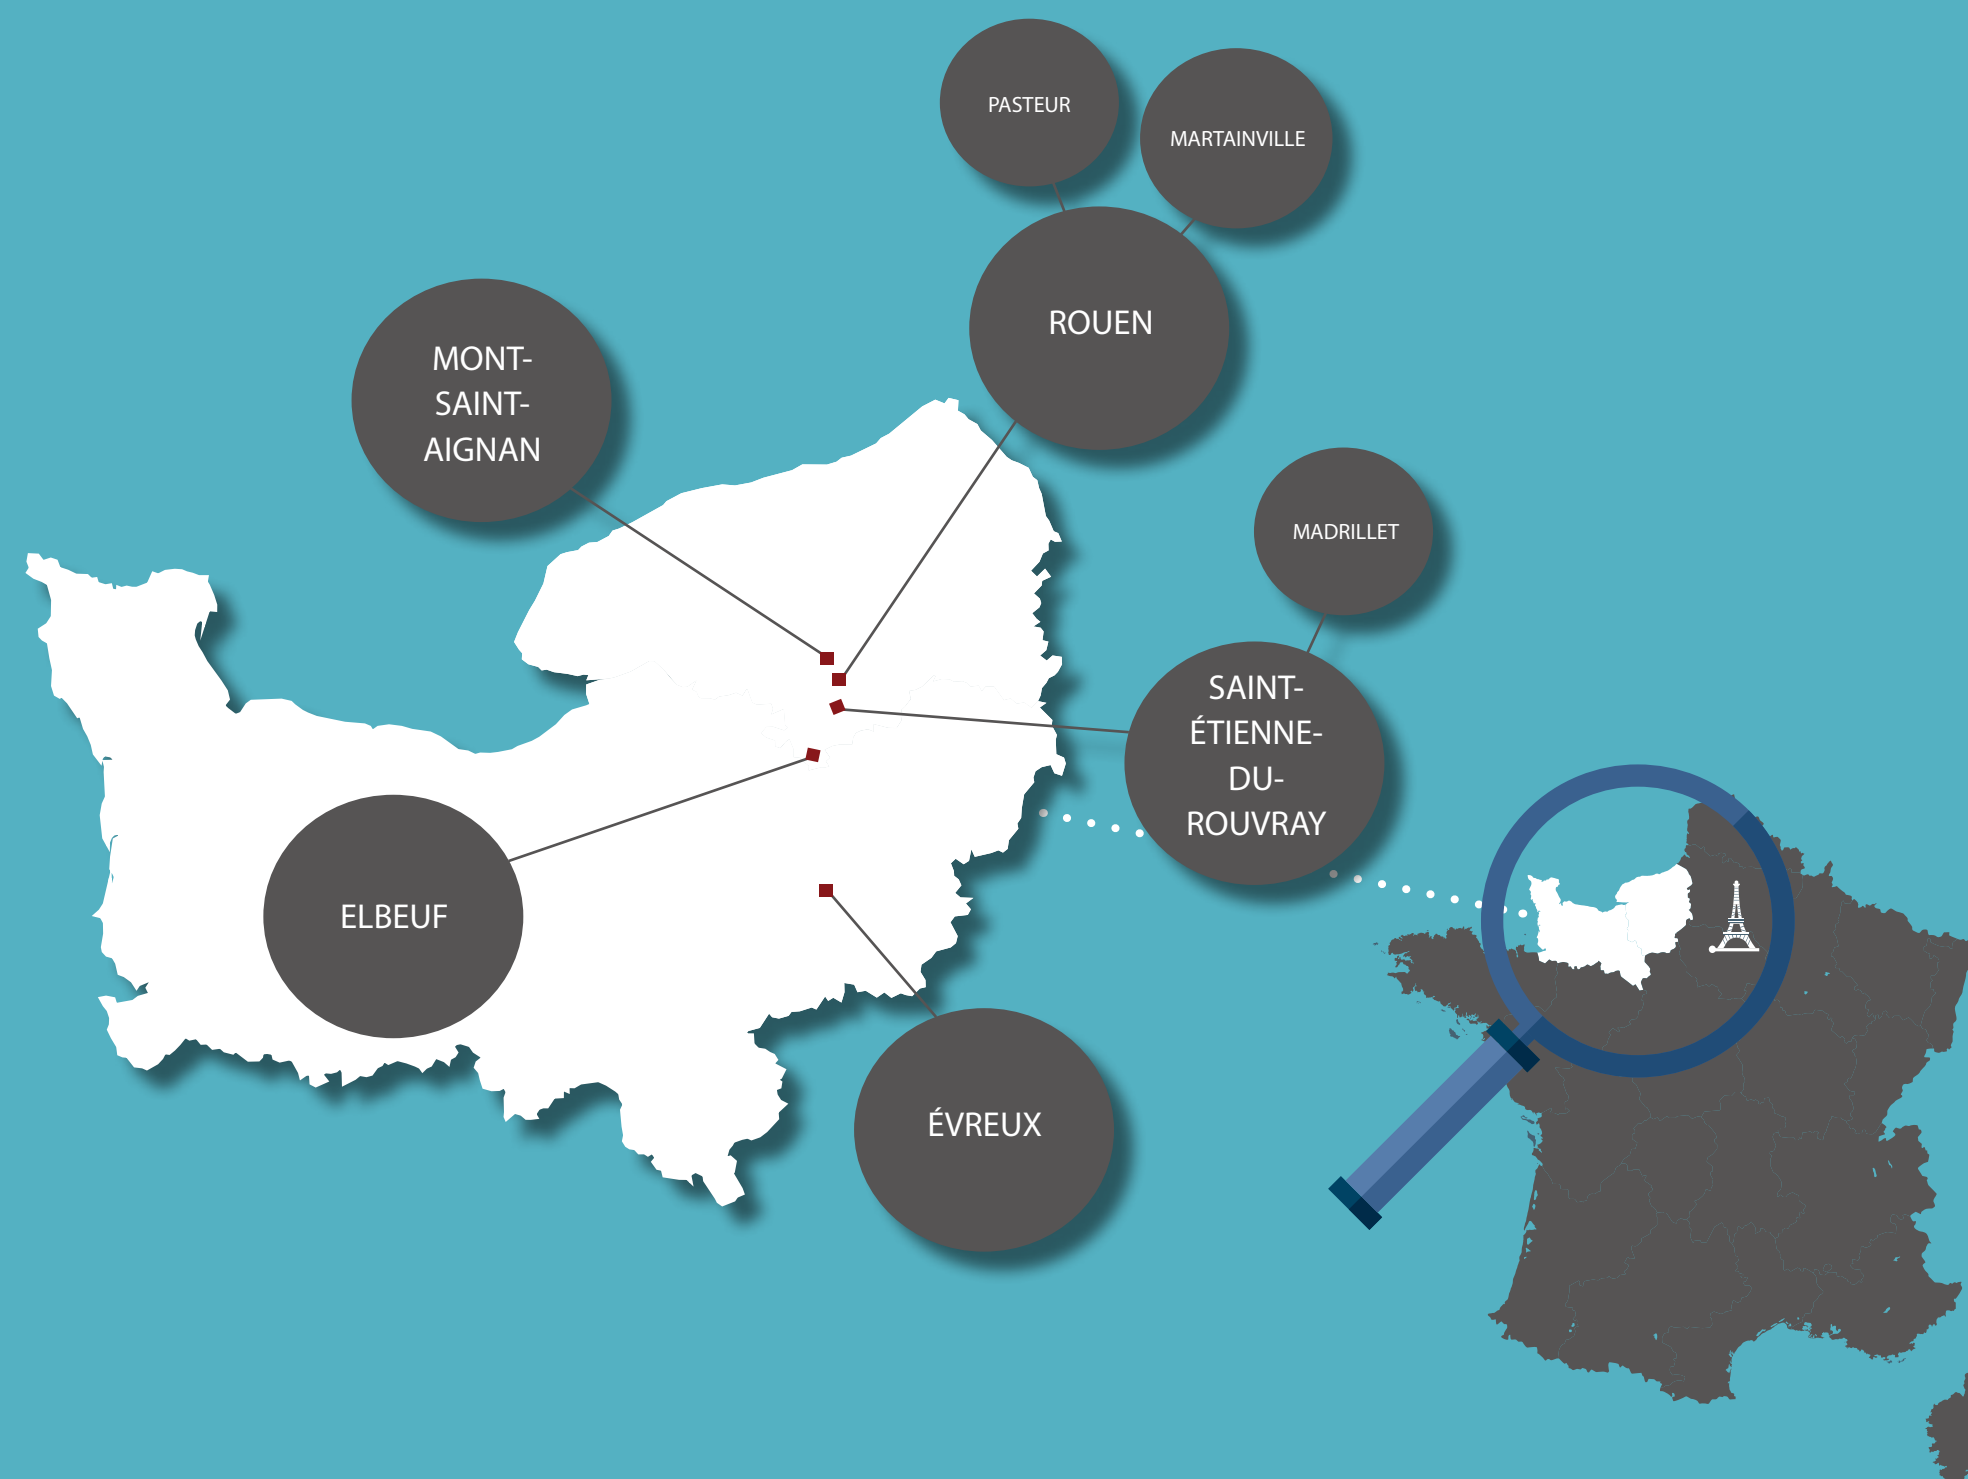 PASTEUR
MARTAINVILLE
ROUEN
MONT-
SAINT-
AIGNAN
MADRILLET
SAINT-
ÉTIENNE-
DU-
ROUVRAY
ELBEUF
ÉVREUX